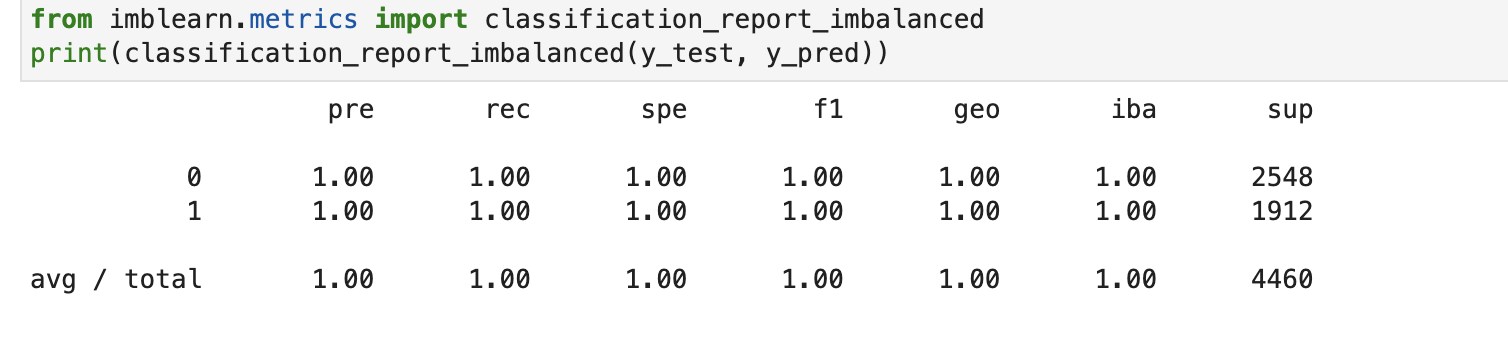 from imblearn.metrics import classification_report_imbalanced
print(classification_report_imbalanced(y_test, y_pred))
pre rec spe f1 geo iba sup
0 1.00 1.00 1.00 1.00 1.00 1.00 2548
1 1.00 1.00 1.00 1.00 1.00 1.00 1912
avg / total 1.00 1.00 1.00 1.00 1.00 1.00 4460